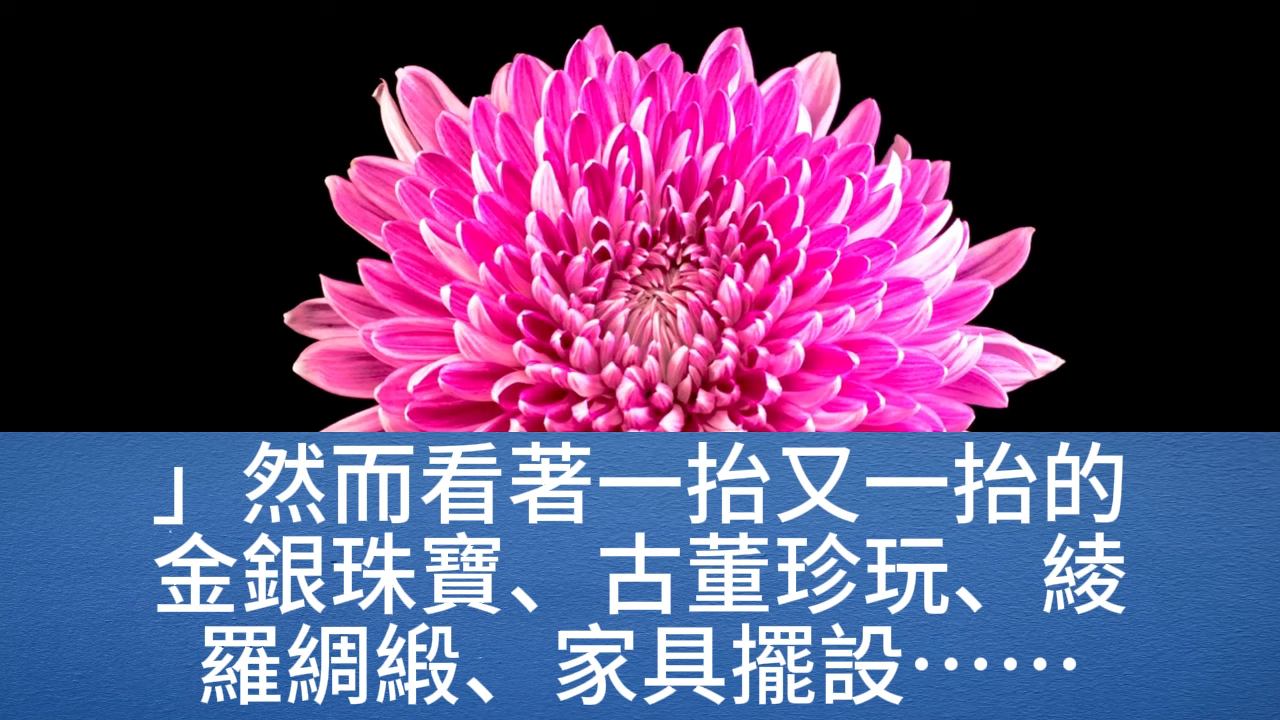 」然而看著一抬又一抬的
金銀珠寶、古董珍玩、綾
羅綢緞、家具擺設……